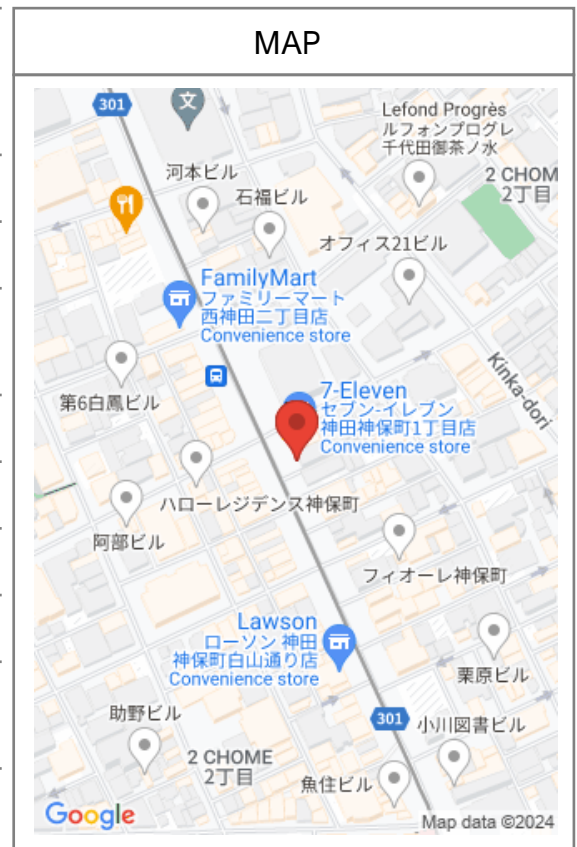 MAP
301
文
Lefond Progrès
ルフォンプログレ
千代田御茶ノ水
河本ビル
2 CHOM
2丁目
石福ビル
オフィス21ビル
FamilyMart
ファミリーマート
西神田二丁目店
Convenience store
7-Eleven
セブン-イレブン
神田神保町1丁目店
Convenience store
Kinka-dori
第6白鳳ビル
ハローレジデンス神保町
阿部ビル
フィオーレ神保町
Lawson
ローソン 神田
神保町白山通り店
Convenience store
栗原ビル
助野ビル
301
小川図書ビル
2 CHOME
2丁目
魚住ビル
Google
Map data ©2024